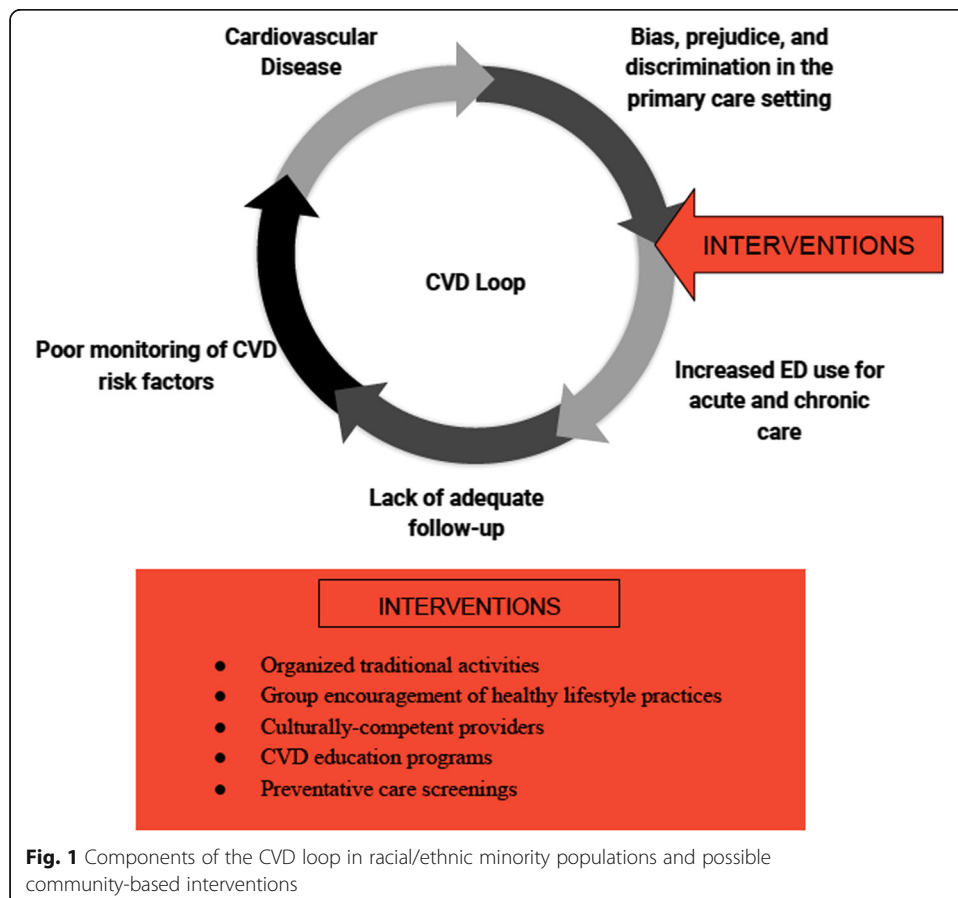 Cardiovascular
Disease
Bias, prejudice, and
discrimination in the
primary care setting
INTERVENTIONS
CVD Loop
Poor monitoring of CVD
risk factors
Increased ED use for
acute and chronic
care
Lack of adequate
follow-up
INTERVENTIONS
● Organized traditional activities
● Group encouragement of healthy lifestyle practices
● Culturally-competent providers
● CVD education programs
● Preventative care screenings
Fig. 1 Components of the CVD loop in racial/ethnic minority populations and possible
community-based interventions